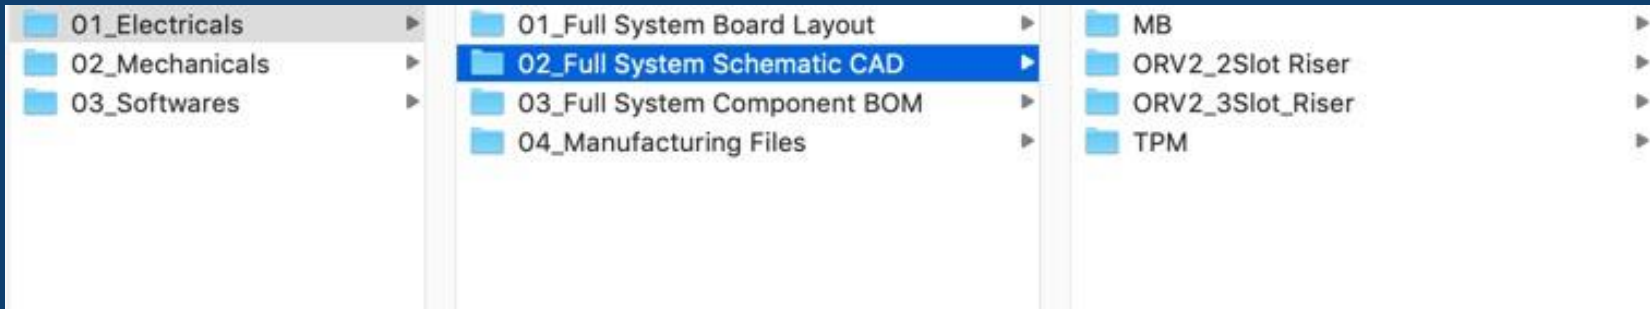 01_Electricals
02_Mechanicals
03_Softwares
01_Full System Board Layout
02_Full System Schematic CAD
03_Full System Component BOM
04_Manufacturing Files
MB
ORV2_2Slot Riser
ORV2_3Slot_Riser
TPM